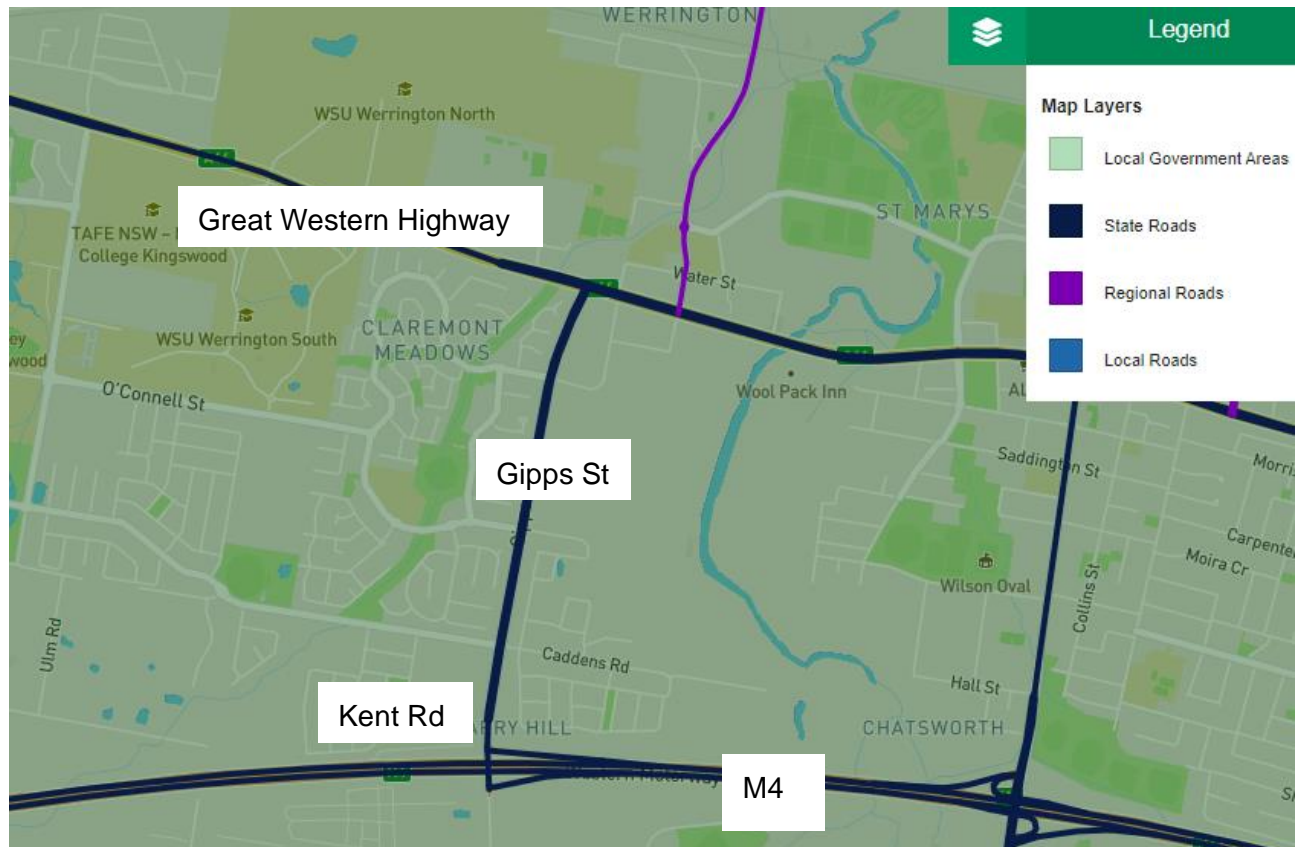 WERRINGTON
Legend
Map Layers
Local Government Areas
State Roads
Regional Roads
Local Roads
WSU Werrington North
Great Western Highway
TAFE NSW –
College Kingswood
ST MARYS
Water St
WSU Werrington South
CLAREMONT
MEADOWS
O'Connell St
Wool Pack Inn
Gipps St
Saddington St
Carpenter
Moira Cr
Wilson Oval
Collins St
Ulm Rd
Caddens Rd
Hall St
Kent Rd
HILL
CHATSWORTH
M4